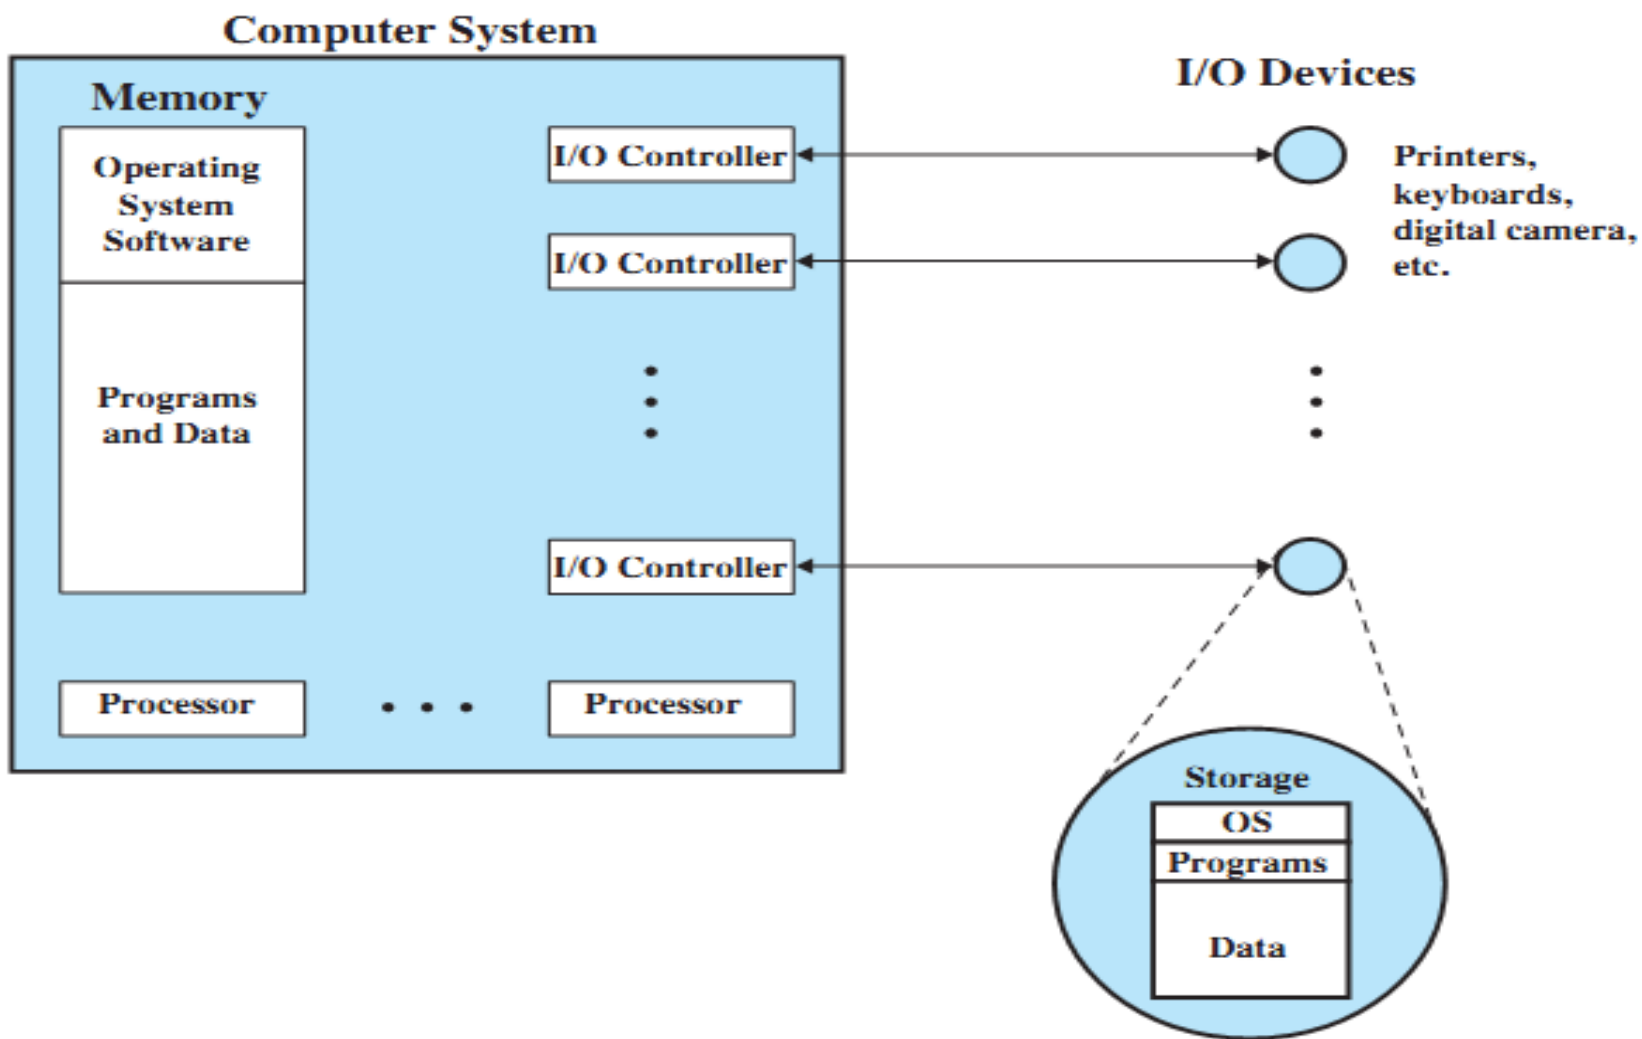 Computer System
Memory
Operating
System
Software
Programs
and Data
I/O Controller
I/O Controller
I/O Controller
Processor
Processor
I/O Devices
Printers,
keyboards,
digital camera,
etc.
Storage
OS
Programs
Data